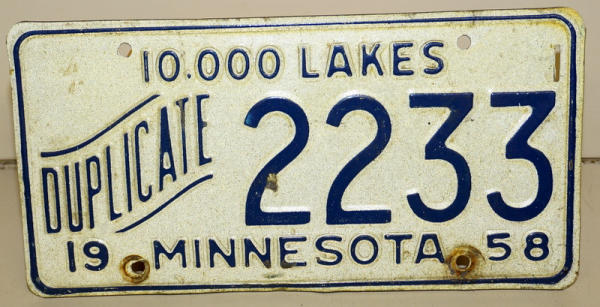 10.000 LAKES
DUPLICATE 2233
19 MINNESOTA 58